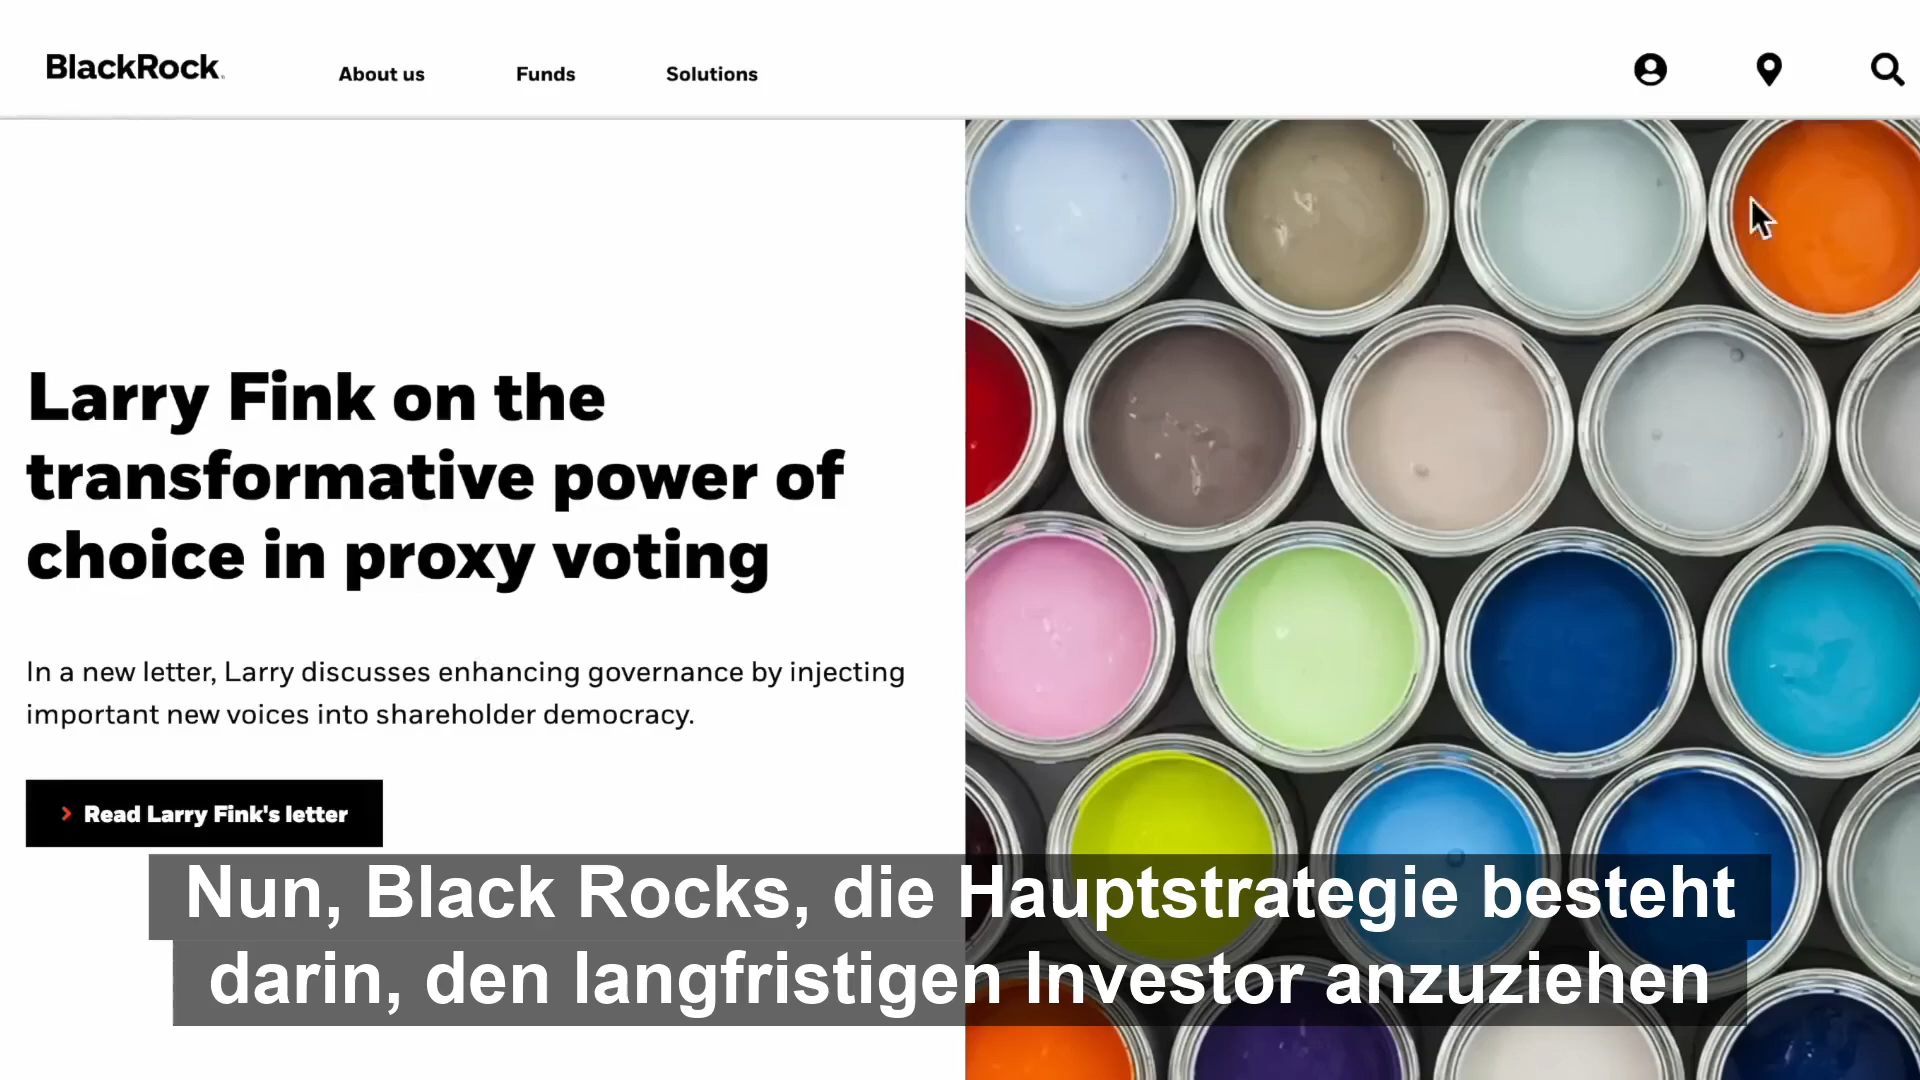 BlackRock
About us
Funds
Solutions
Larry Fink on the
transformative power of
choice in proxy voting
In a new letter, Larry discusses enhancing governance by injecting
important new voices into shareholder democracy.
Read Larry Fink's letter
Nun, Black Rocks, die Hauptstrategie besteht
darin, den langfristigen Investor anzuziehen